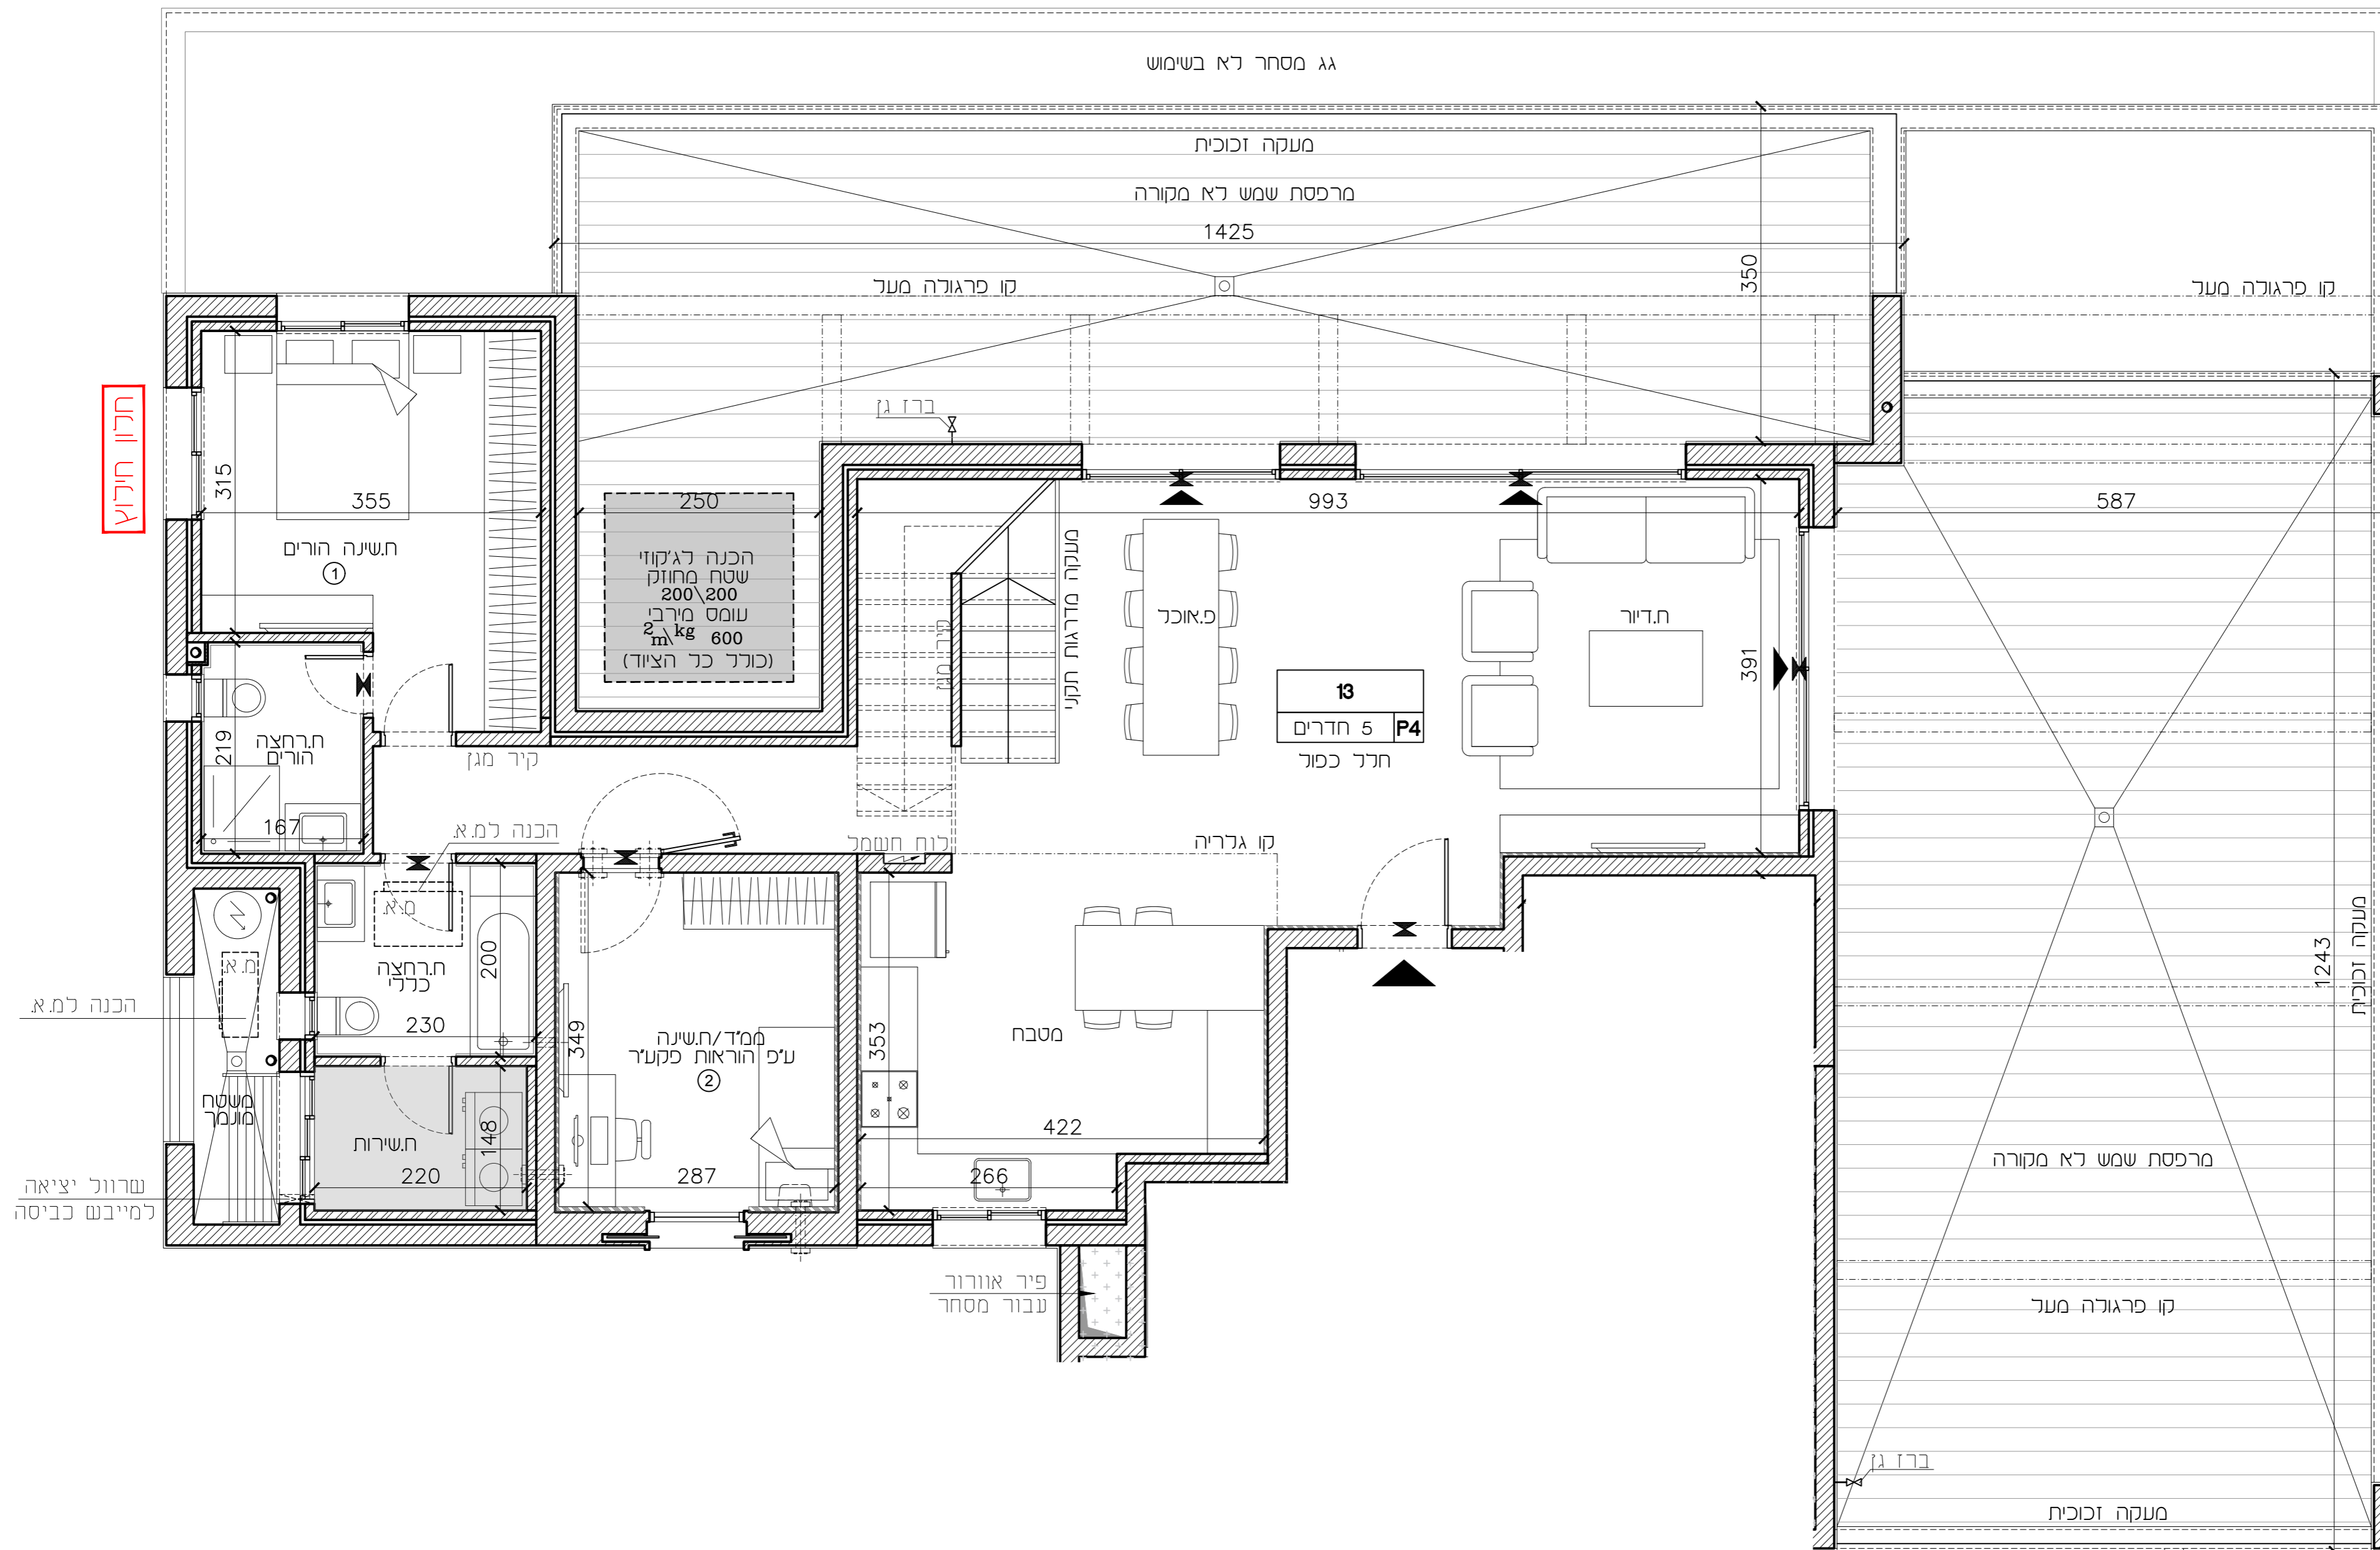 גג מסחר לא בשימוש
מעקה זכוכית
מרפסת שמש לא מקורה
1425
350
קו פרגולה מעל
קו פרגולה מעל
חלון חילוץ
ברז גן
315
355
250
993
587
ח.שינה הורים
1
הכנה לג'קוזי
שטח מחוזק
200\200
עומס מירבי
600 kg\m2
(כולל כל הציוד)
מעקה מדרגות תקני
פ.אוכל
ח.דיור
391
13
5 חדרים
P4
חלל כפול
ח.רחצה
הורים
219
167
קיר מגן
קיר מגן
הכנה למ.א.
לוח חשמל
קו גלריה
מ.א.
ח.רחצה
כללי
200
230
מ.א.
הכנה למ.א.
משטח
מונמך
ח.שירות
148
220
שרוול יציאה
למייבש כביסה
349
ממ"ד/ח.שינה
ע"פ הוראות פקע"ר
2
287
353
מטבח
422
266
פיר אוורור
עבור מסחר
1243
מעקה זכוכית
מרפסת שמש לא מקורה
קו פרגולה מעל
ברז גן
מעקה זכוכית